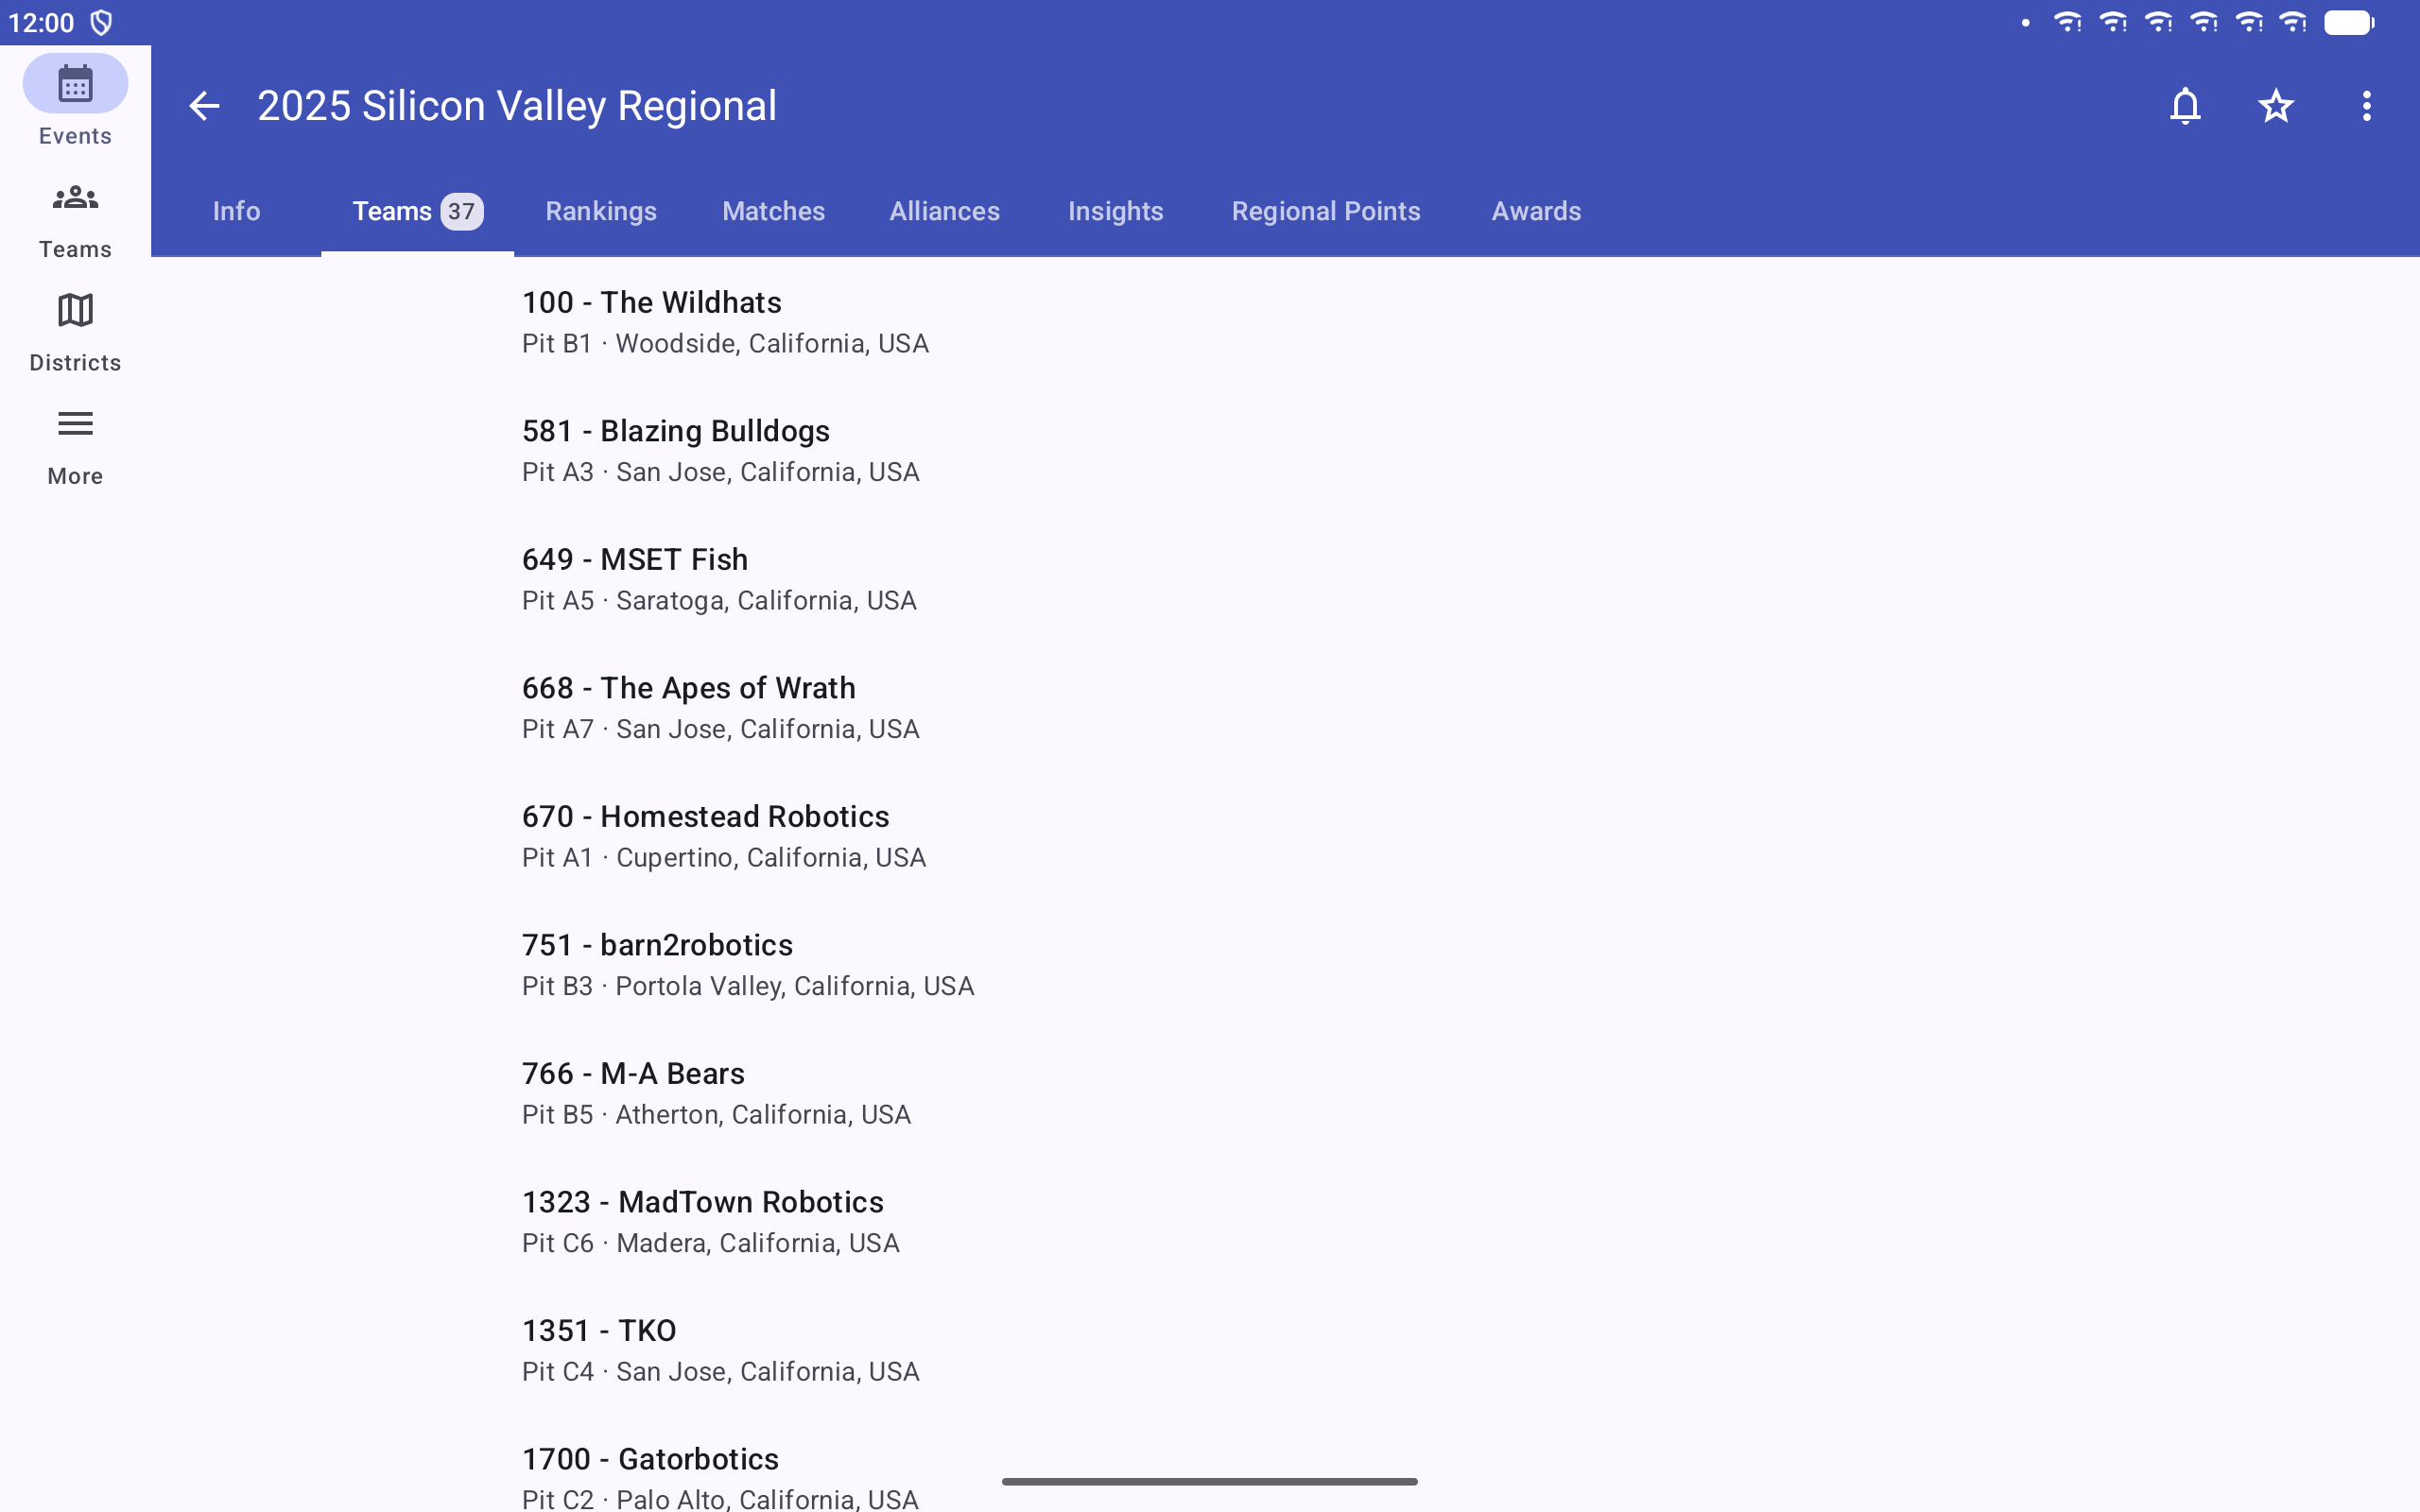 12:00
Events
Teams
Districts
More
2025 Silicon Valley Regional
Info
Teams 37
Rankings
Matches
Alliances
Insights
Regional Points
Awards
100 - The Wildhats
Pit B1 · Woodside, California, USA
581 - Blazing Bulldogs
Pit A3 · San Jose, California, USA
649 - MSET Fish
Pit A5 · Saratoga, California, USA
668 - The Apes of Wrath
Pit A7 · San Jose, California, USA
670 - Homestead Robotics
Pit A1 · Cupertino, California, USA
751 - barn2robotics
Pit B3 · Portola Valley, California, USA
766 - M-A Bears
Pit B5 · Atherton, California, USA
1323 - MadTown Robotics
Pit C6 · Madera, California, USA
1351 - TKO
Pit C4 · San Jose, California, USA
1700 - Gatorbotics
Pit C2 · Palo Alto, California, USA